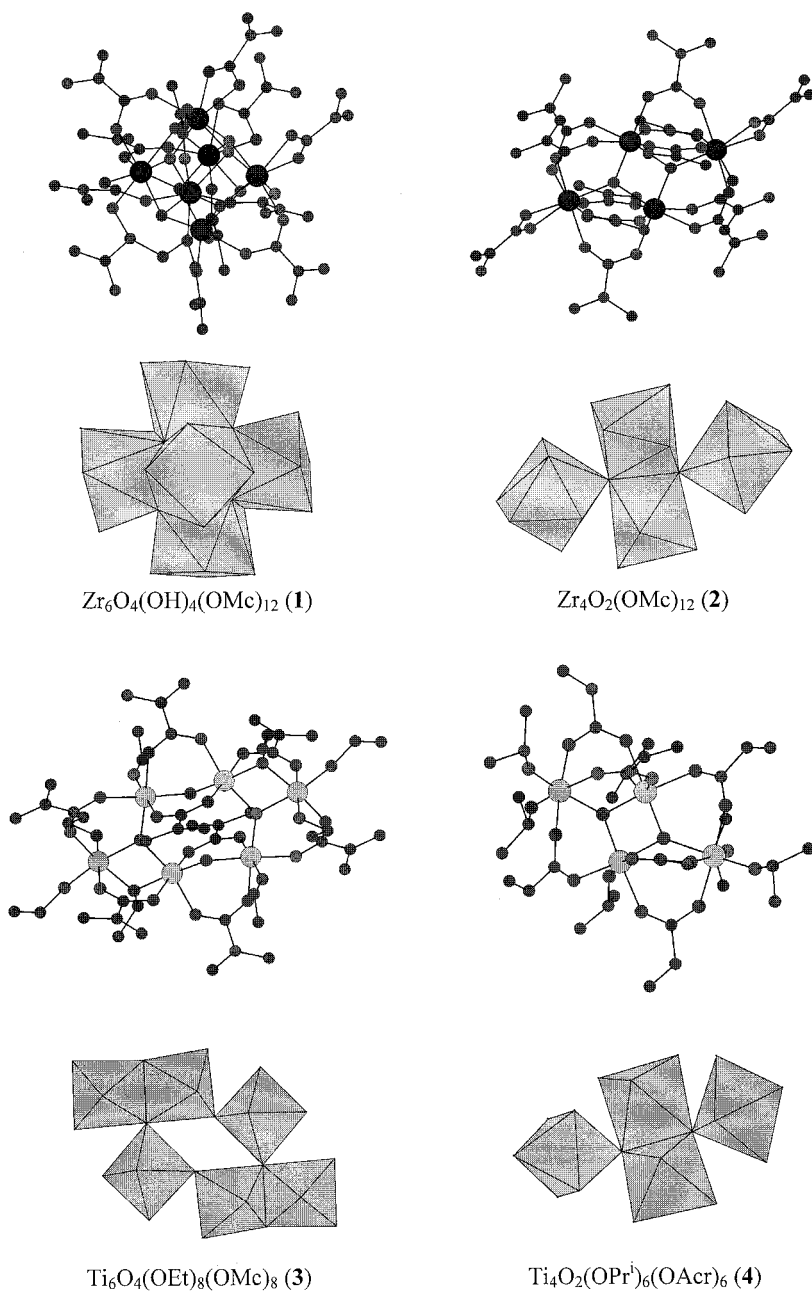 Zr₆O₄(OH)₄(OMc)₁₂ (1)
Zr₄O₂(OMc)₁₂ (2)
Ti₆O₄(OEt)₈(OMc)₈ (3)
Ti₄O₂(OPrⁱ)₆(OAcr)₆ (4)